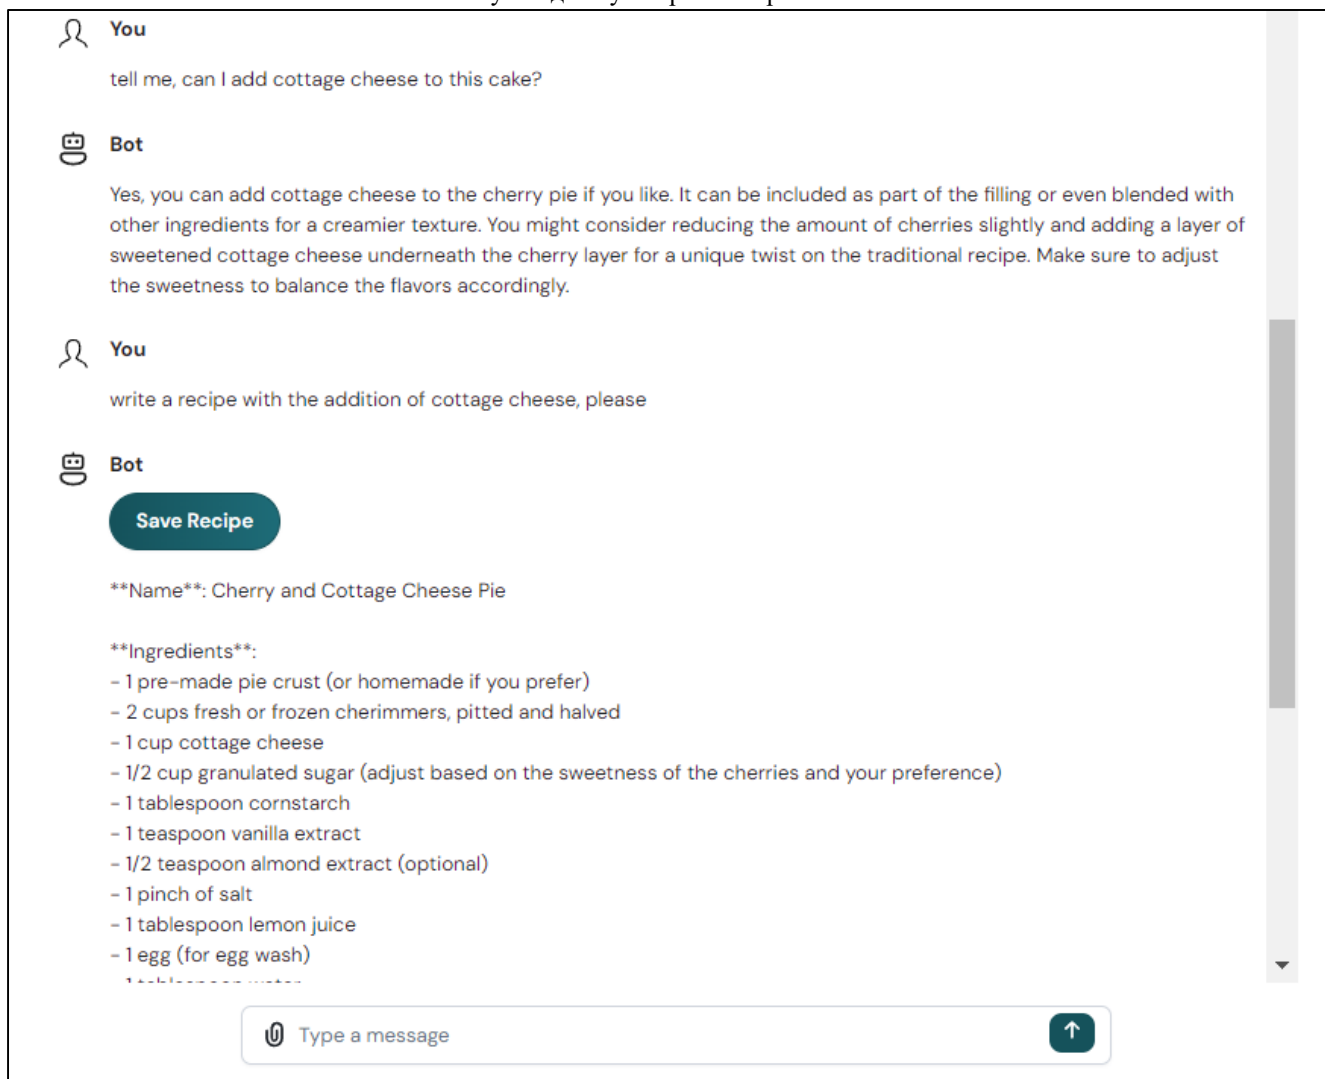 You
tell me, can I add cottage cheese to this cake?
Bot
Yes, you can add cottage cheese to the cherry pie if you like. It can be included as part of the filling or even blended with
other ingredients for a creamier texture. You might consider reducing the amount of cherries slightly and adding a layer of
sweetened cottage cheese underneath the cherry layer for a unique twist on the traditional recipe. Make sure to adjust
the sweetness to balance the flavors accordingly.
You
write a recipe with the addition of cottage cheese, please
Bot
Save Recipe
**Name**: Cherry and Cottage Cheese Pie
**Ingredients**:
- 1 pre-made pie crust (or homemade if you prefer)
- 2 cups fresh or frozen cherimmers, pitted and halved
- 1 cup cottage cheese
- 1/2 cup granulated sugar (adjust based on the sweetness of the cherries and your preference)
- 1 tablespoon cornstarch
- 1 teaspoon vanilla extract
- 1/2 teaspoon almond extract (optional)
- 1 pinch of salt
- 1 tablespoon lemon juice
- 1 egg (for egg wash)
- 1 tablespoon water
Type a message